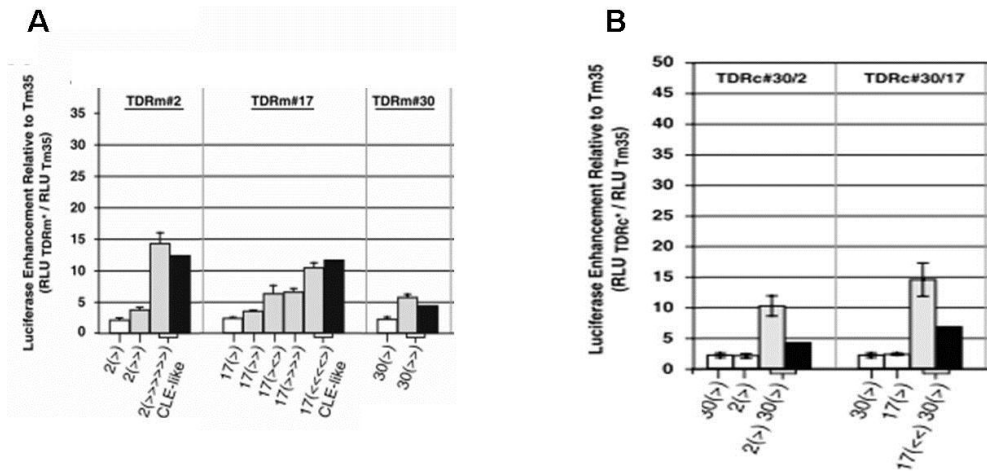 A
Luciferase Enhancement Relative to Tm35
(RLU TDRm* / RLU Tm35)
TDRm#2
TDRm#17
TDRm#30
35
30
25
20
15
10
5
0
2(>)
2(>>)
2(>>>>>>)
CLE-like
17(>)
17(>>)
17(><>)
17(>>>>)
17(<<<<>)
CLE-like
30(>)
30(>>)
B
Luciferase Enhancement Relative to Tm35
(RLU TDRc* / RLU Tm35)
TDRc#30/2
TDRc#30/17
50
45
40
35
30
25
20
15
10
5
0
30(>)
2(>)
2(>) 30(>)
30(>)
17(>)
17(<<) 30(>)